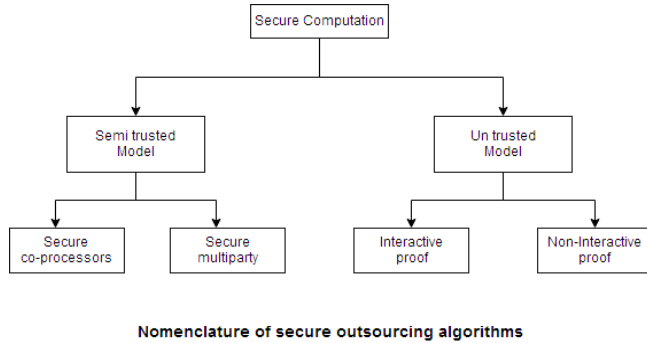 Secure Computation
Semi trusted
Model
Un trusted
Model
Secure
co-processors
Secure
multiparty
Interactive
proof
Non-Interactive
proof
Nomenclature of secure outsourcing algorithms